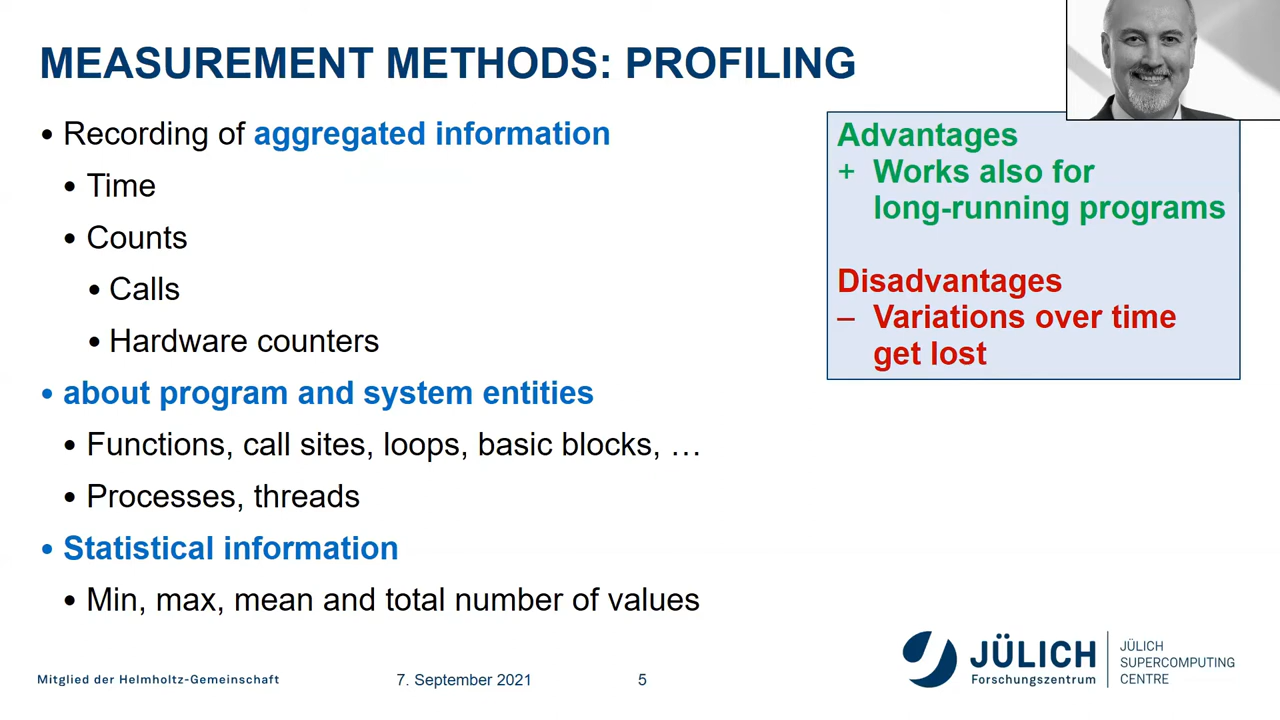 MEASUREMENT METHODS: PROFILING
• Recording of aggregated information
• Time
• Counts
• Calls
• Hardware counters
• about program and system entities
• Functions, call sites, loops, basic blocks, …
• Processes, threads
• Statistical information
• Min, max, mean and total number of values
Advantages
+ Works also for
long-running programs
Disadvantages
– Variations over time
get lost
Mitglied der Helmholtz-Gemeinschaft
7. September 2021
5
JÜLICH
Forschungszentrum
JÜLICH
SUPERCOMPUTING
CENTRE